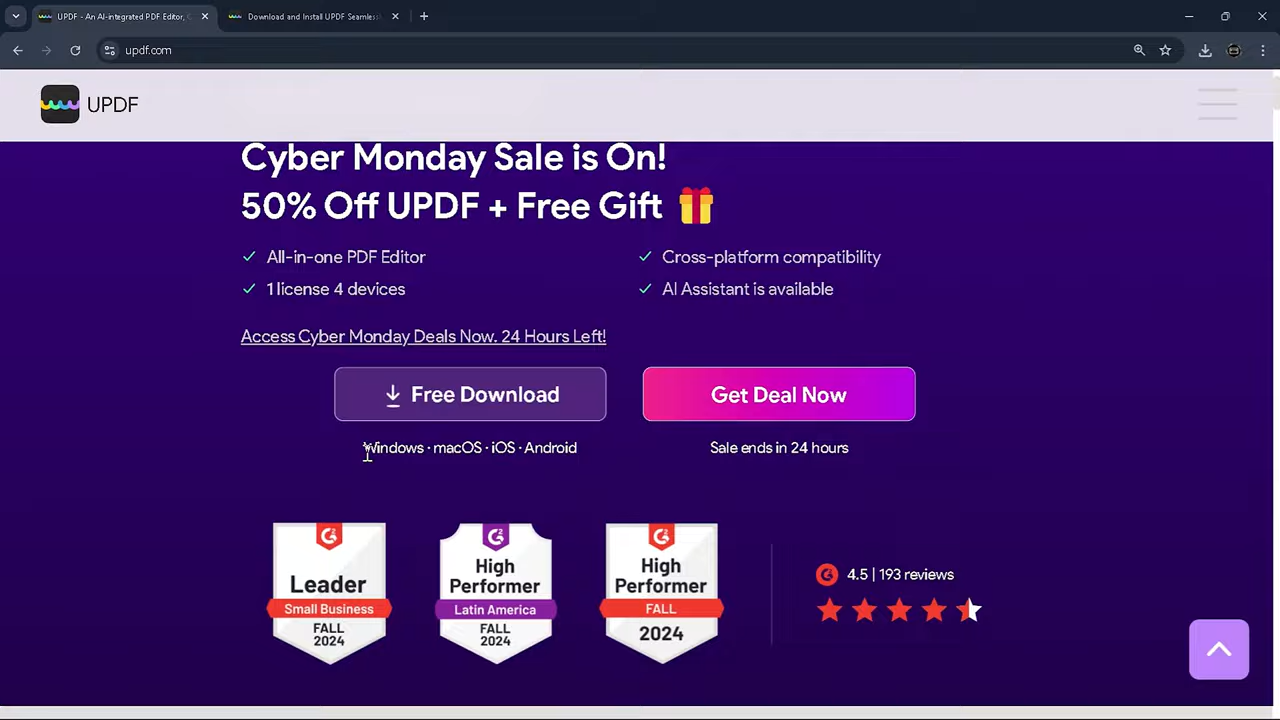 UPDF - An AI-integrated PDF Editor, C
Download and Install UPDF Seamless
updf.com
UPDF
Cyber Monday Sale is On!
50% Off UPDF + Free Gift
All-in-one PDF Editor
Cross-platform compatibility
1 license 4 devices
AI Assistant is available
Access Cyber Monday Deals Now. 24 Hours Left!
Free Download
Get Deal Now
Windows · macOS · iOS · Android
Sale ends in 24 hours
Leader
Small Business
FALL
2024
High
Performer
Latin America
FALL
2024
High
Performer
FALL
2024
4.5 | 193 reviews